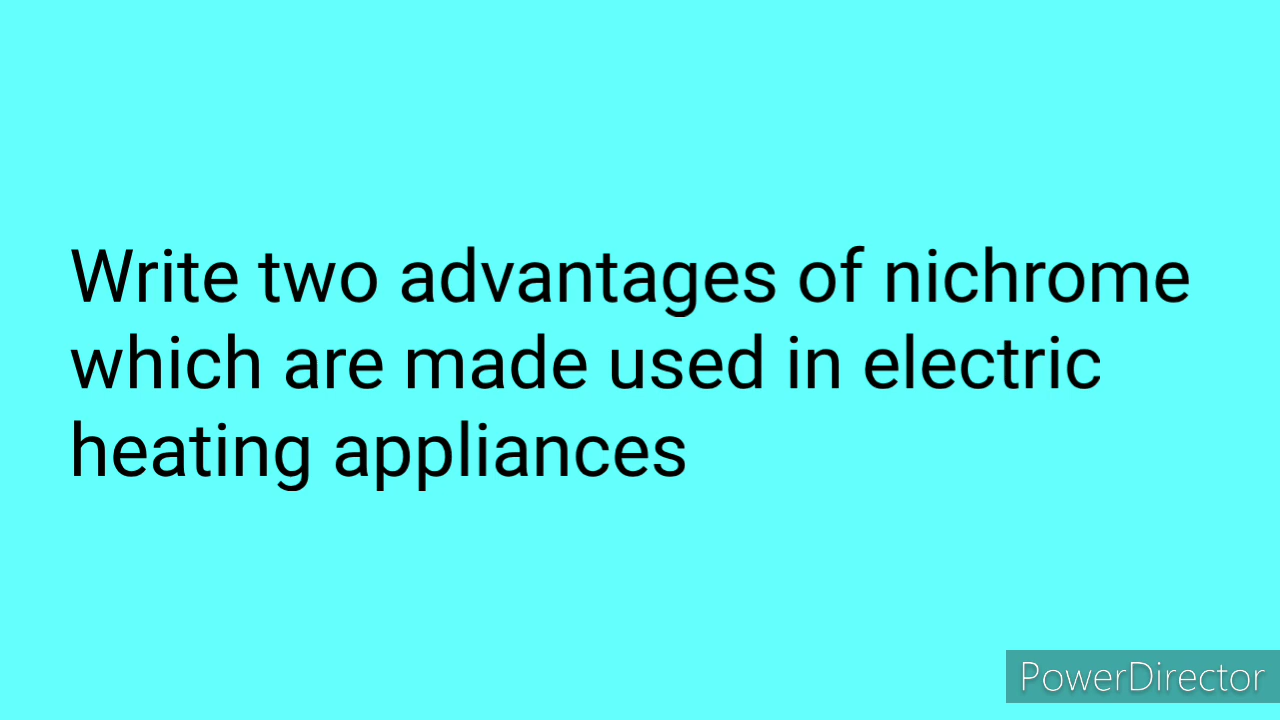 Write two advantages of nichrome
which are made used in electric
heating appliances
PowerDirector